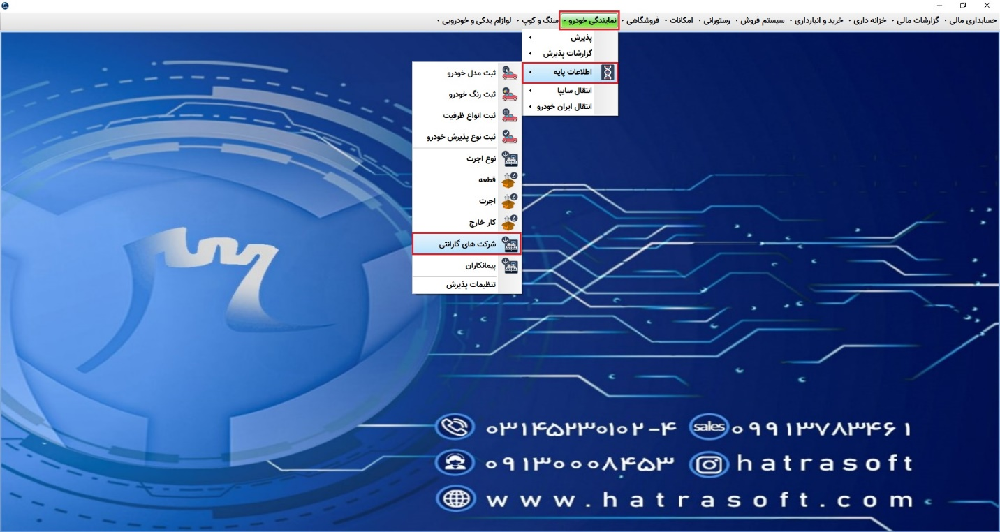 حسابداری مالی گزارشات مالی خزانه داری خرید و انبارداری سیستم فروش رستورانی امکانات فروشگاهی نمایندگی خودرو سنگ و کوپ لوازم یدکی و خودرویی
پذیرش
گزارشات پذیرش
اطلاعات پایه
انتقال سایپا
انتقال ایران خودرو
ثبت مدل خودرو
ثبت رنگ خودرو
ثبت انواع ظرفیت
ثبت نوع پذیرش خودرو
نوع اجرت
قطعه
اجرت
کار خارج
شرکت های گارانتی
پیمانکاران
تنظیمات پذیرش
۰۳۱۴۵۲۳۰۱۰۲-۴ sales ۰۹۹۱۳۷۸۳۴۶۱
۰۹۱۳۰۰۰۸۴۵۳ hatrasoft
www.hatrasoft.com